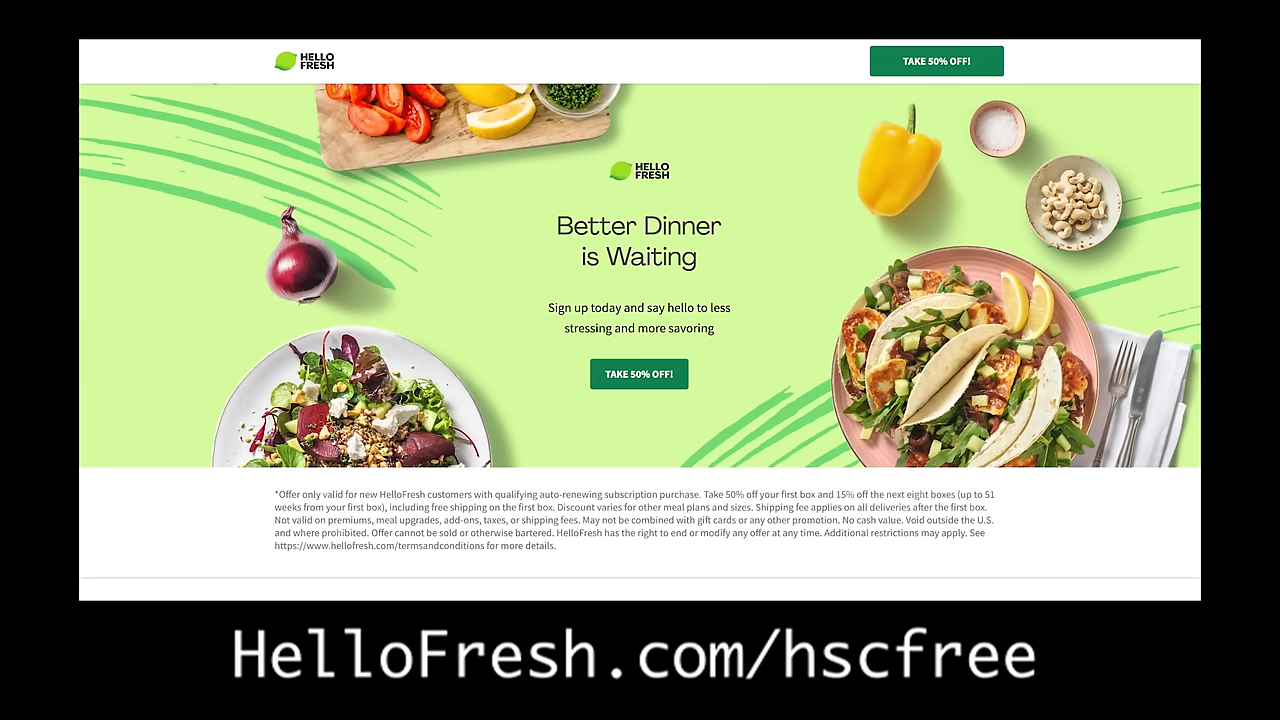 HELLO
FRESH
TAKE 50% OFF!
HELLO
FRESH
Better Dinner
is Waiting
Sign up today and say hello to less
stressing and more savoring
TAKE 50% OFF!
*Offer only valid for new HelloFresh customers with qualifying auto-renewing subscription purchase. Take 50% off your first box and 15% off the next eight boxes (up to 51
weeks from your first box), including free shipping on the first box. Discount varies for other meal plans and sizes. Shipping fee applies on all deliveries after the first box.
Not valid on premiums, meal upgrades, add-ons, taxes, or shipping fees. May not be combined with gift cards or any other promotion. No cash value. Void outside the U.S.
and where prohibited. Offer cannot be sold or otherwise bartered. HelloFresh has the right to end or modify any offer at any time. Additional restrictions may apply. See
https://www.hellofresh.com/termsandconditions for more details.
HelloFresh.com/hscfree